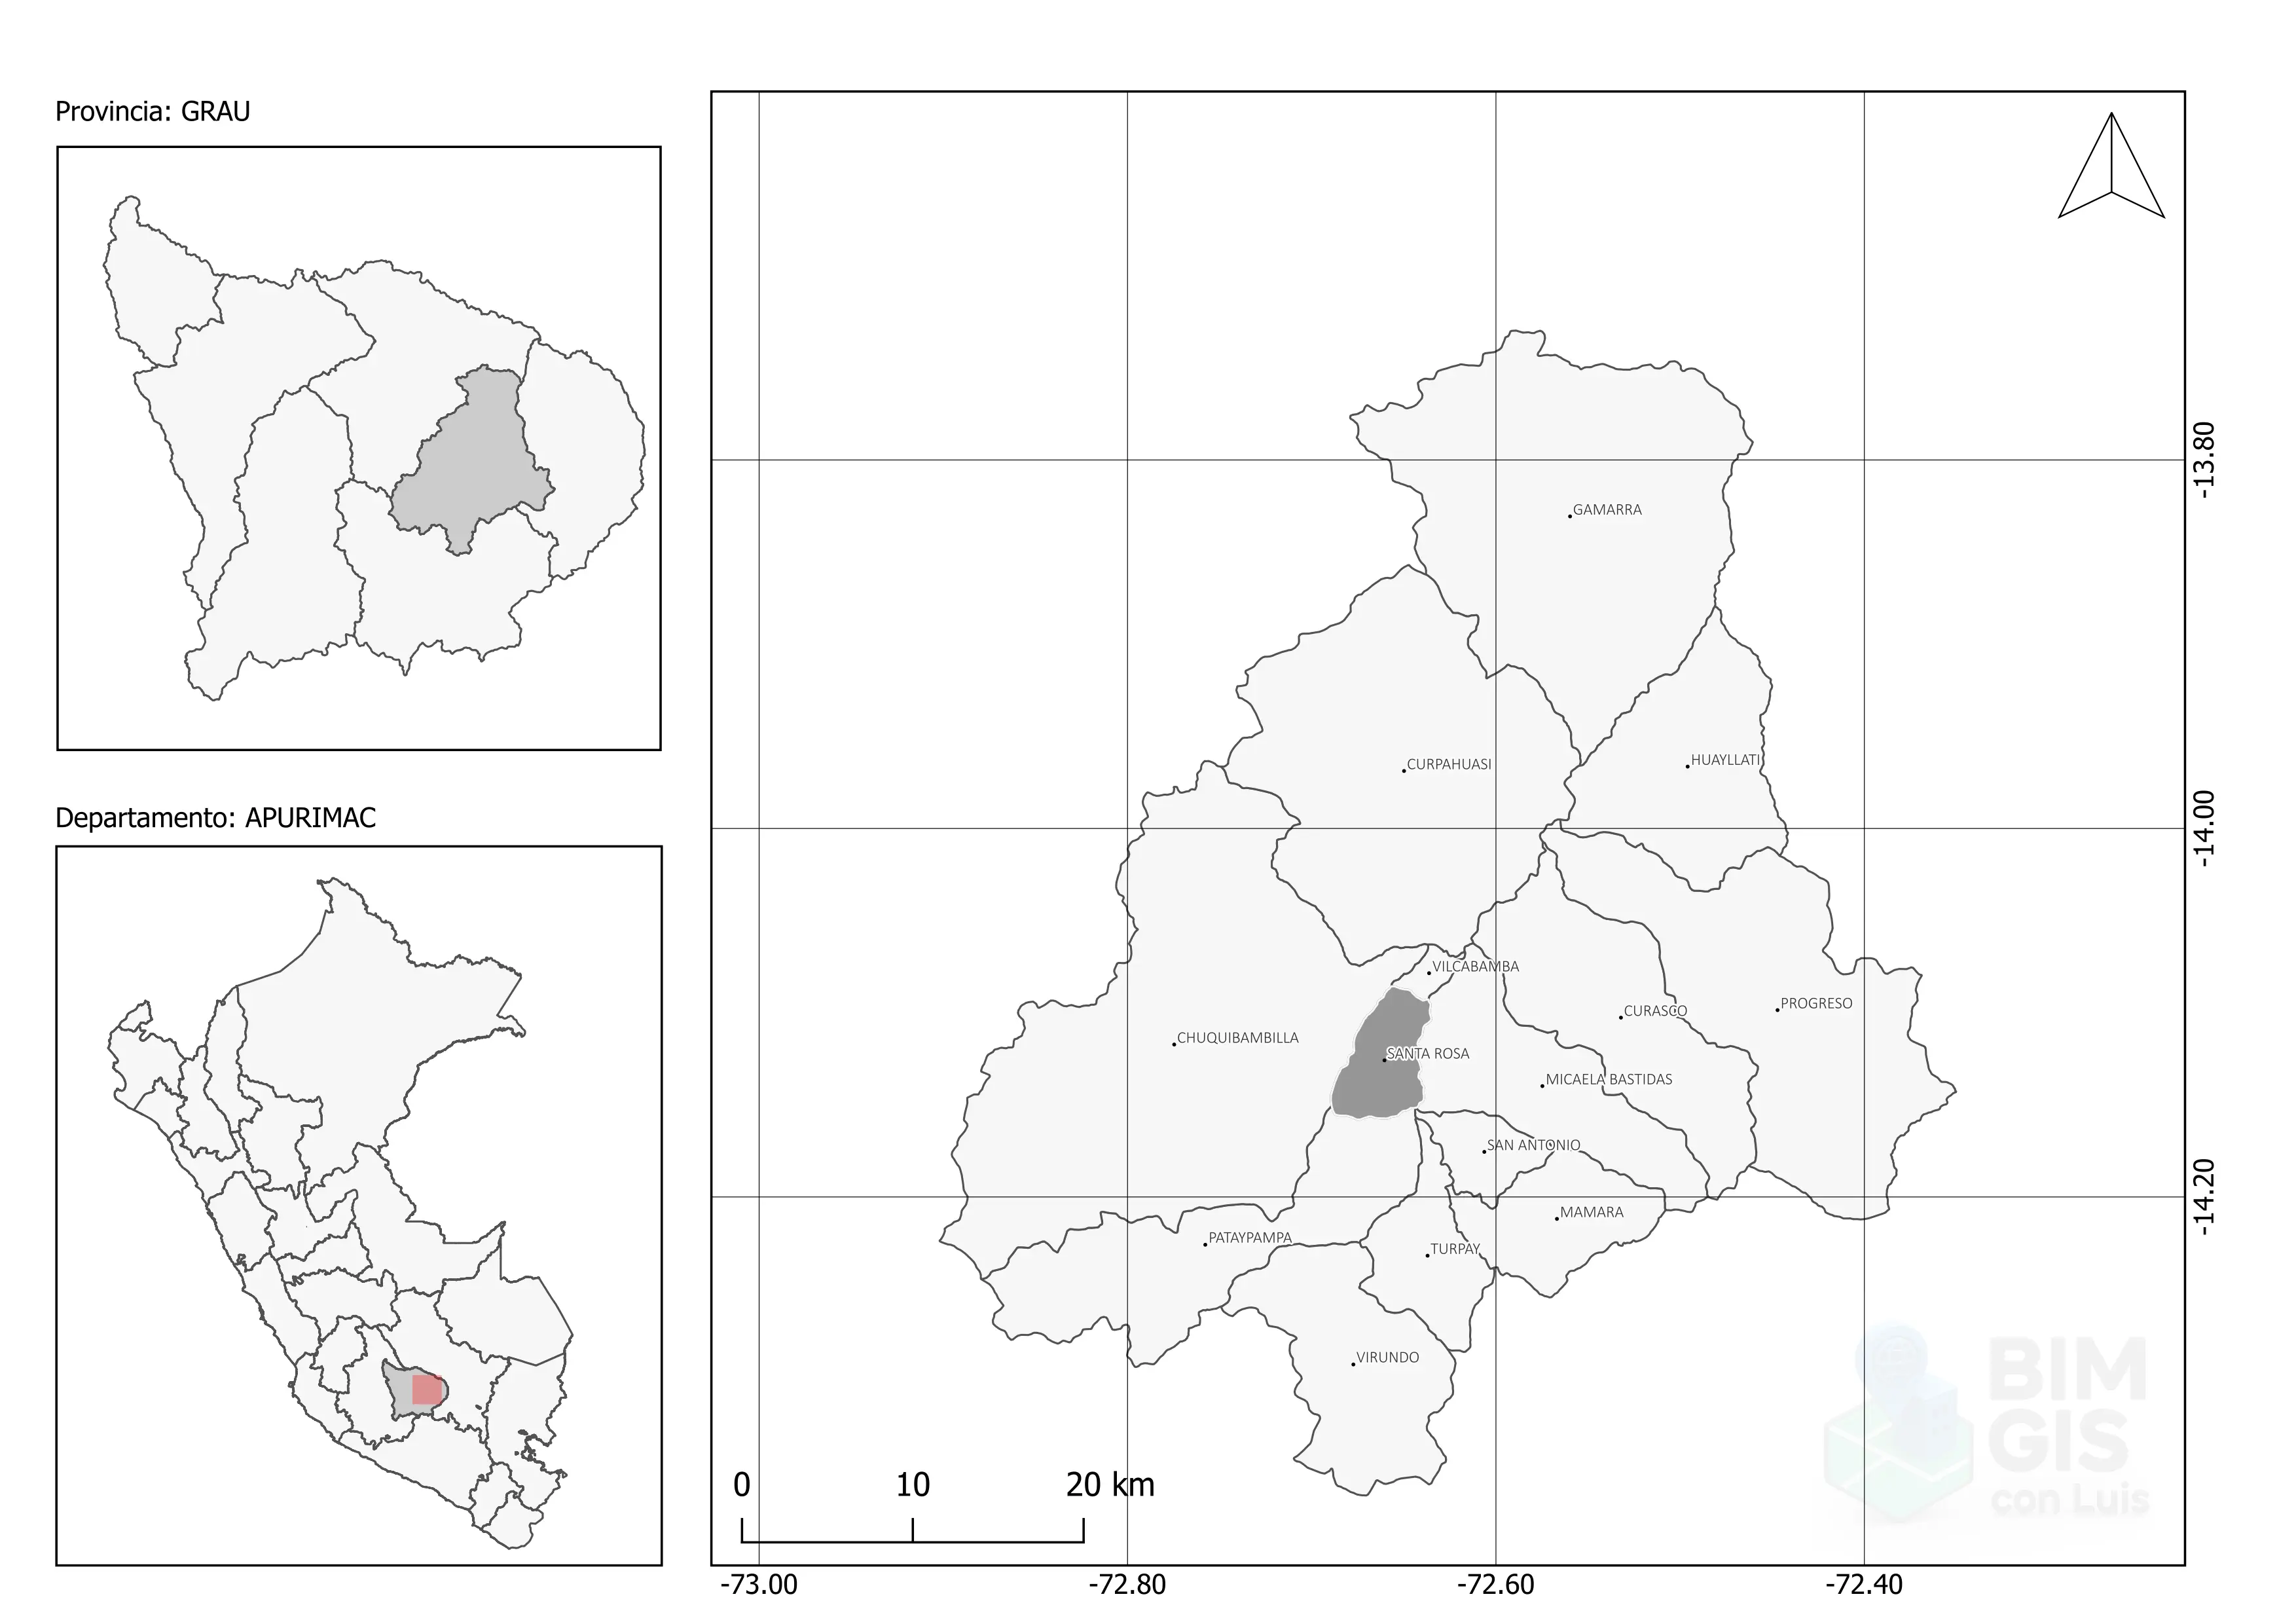 Provincia: GRAU
Departamento: APURIMAC
GAMARRA
CURPAHUASI
HUAYLLATI
VILCABAMBA
CHUQUIBAMBILLA
SANTA ROSA
CURASCO
PROGRESO
MICAELA BASTIDAS
SAN ANTONIO
MAMARA
PATAYPAMPA
TURPAY
VIRUNDO
0 10 20 km
-73.00 -72.80 -72.60 -72.40
-13.80
-14.00
-14.20
BIM
GIS
con Luis